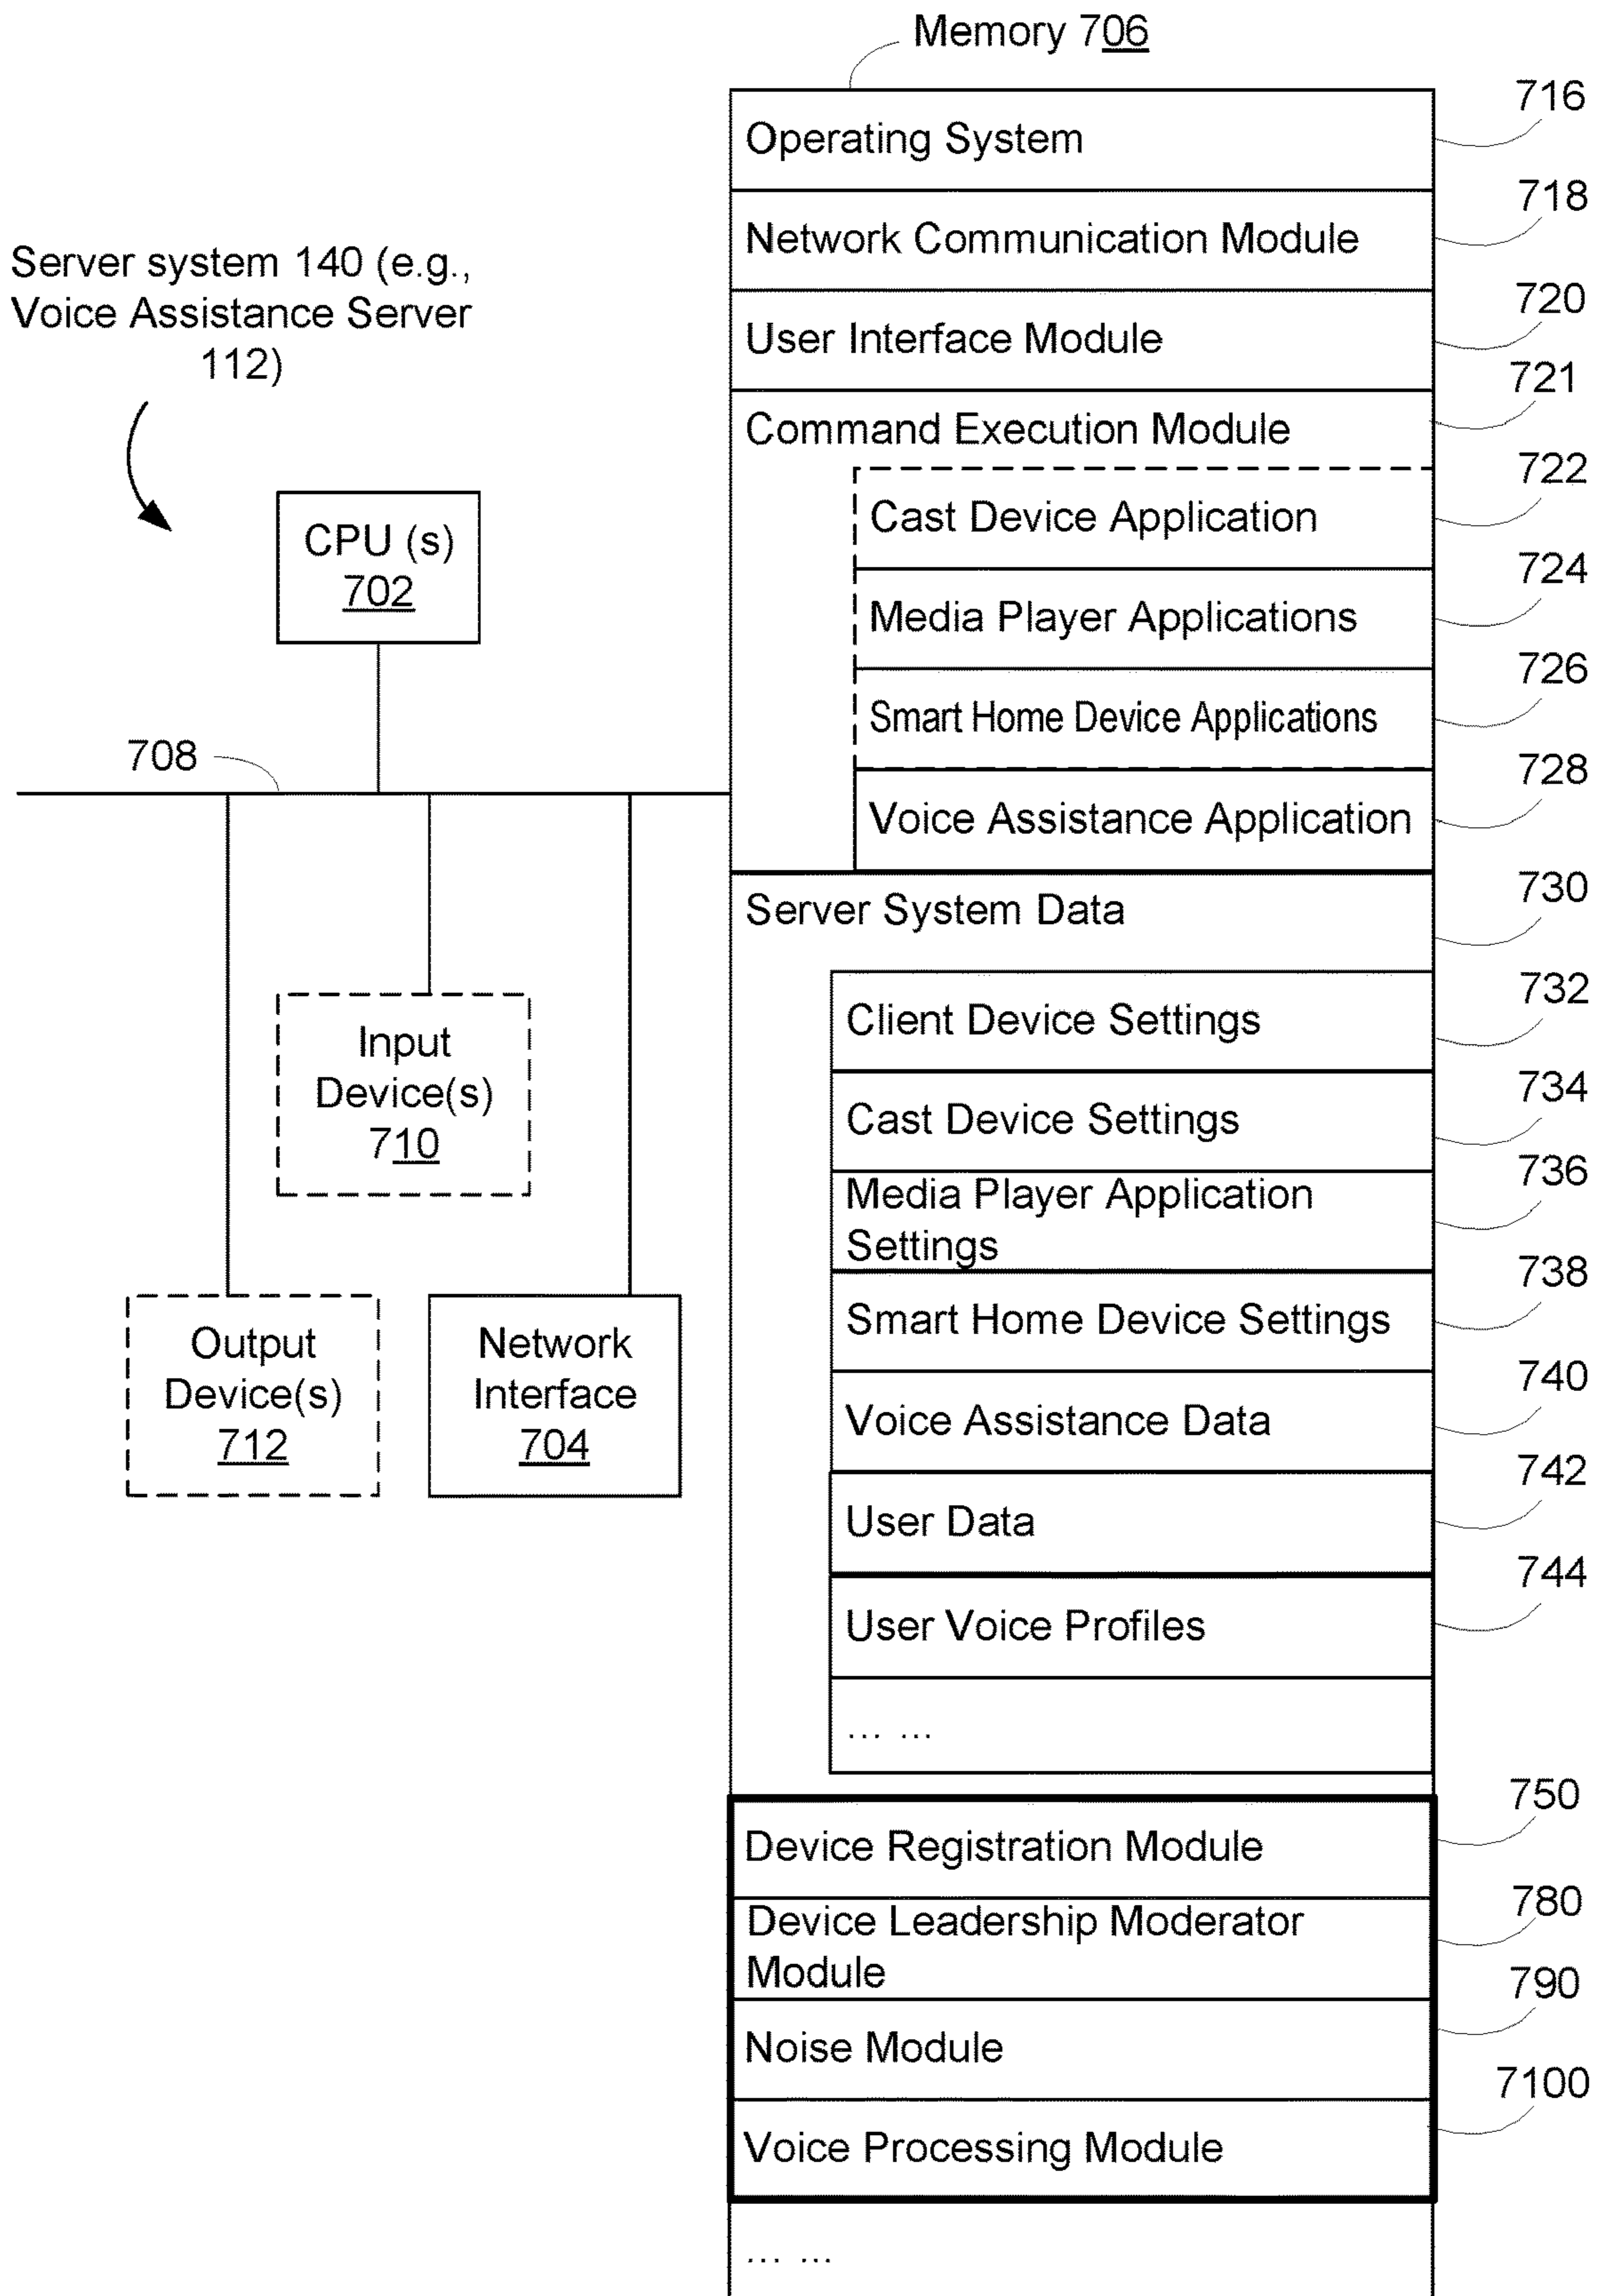 Memory 706
Operating System
716
Network Communication Module
718
User Interface Module
720
Command Execution Module
721
Cast Device Application
722
Media Player Applications
724
Smart Home Device Applications
726
Voice Assistance Application
728
Server System Data
730
Client Device Settings
732
Cast Device Settings
734
Media Player Application
Settings
736
Smart Home Device Settings
738
Voice Assistance Data
740
User Data
742
User Voice Profiles
744
... ...
Device Registration Module
750
Device Leadership Moderator
Module
780
Noise Module
790
Voice Processing Module
7100
... ...
Server system 140 (e.g.,
Voice Assistance Server
112)
CPU (s)
702
708
Input
Device(s)
710
Output
Device(s)
712
Network
Interface
704